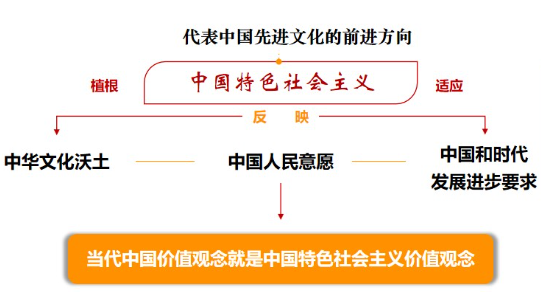 代表中国先进文化的前进方向
植根
中国特色社会主义
适应
反 映
中华文化沃土
中国人民意愿
中国和时代
发展进步要求
当代中国价值观念就是中国特色社会主义价值观念